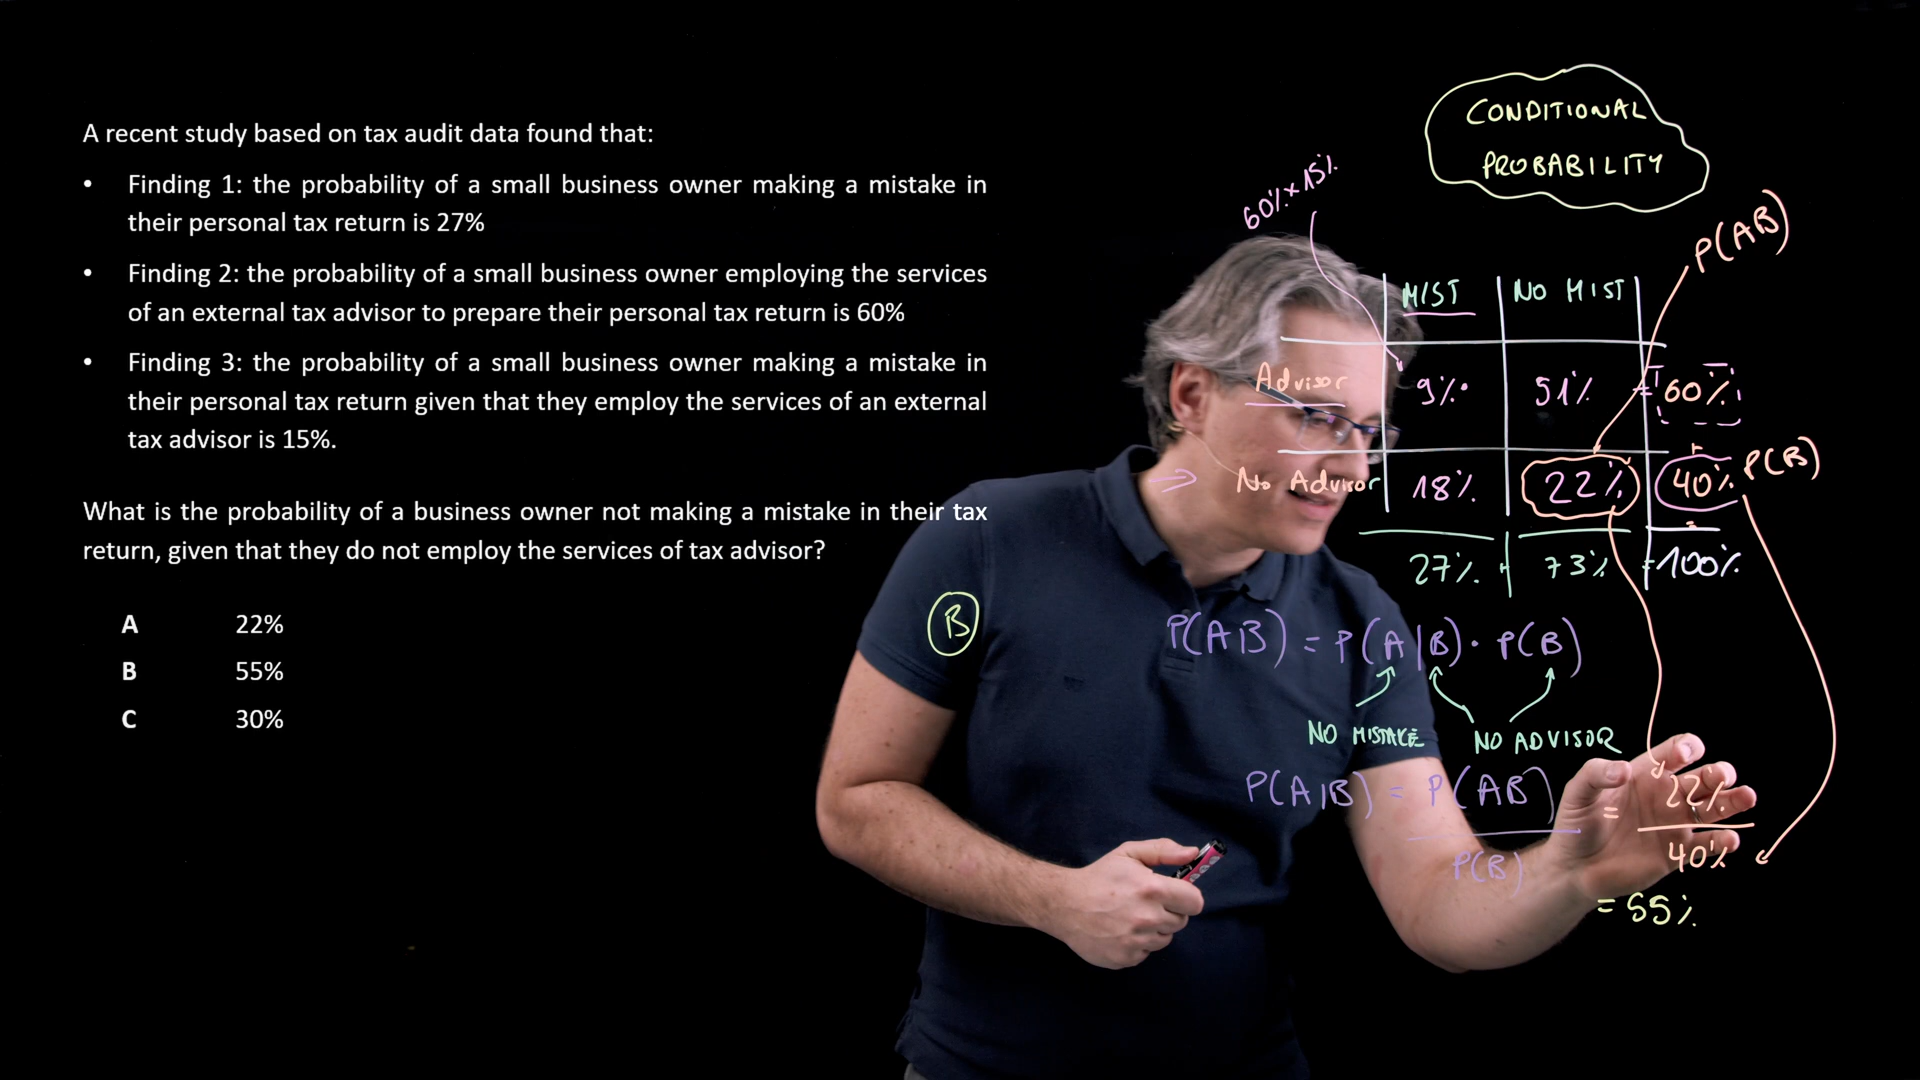 A recent study based on tax audit data found that:
• Finding 1: the probability of a small business owner making a mistake in
their personal tax return is 27%
• Finding 2: the probability of a small business owner employing the services
of an external tax advisor to prepare their personal tax return is 60%
• Finding 3: the probability of a small business owner making a mistake in
their personal tax return given that they employ the services of an external
tax advisor is 15%.
What is the probability of a business owner not making a mistake in their tax
return, given that they do not employ the services of tax advisor?
A 22%
B 55%
C 30%
B
CONDITIONAL
PROBABILITY
60% x 15%
P(AB)
MIST NO MIST
Advisor 9% 51% = 60%
+
No Advisor 18% 22% 40% P(B)
=
27% + 73% = 100%
P(AB) = P(A|B) · P(B)
NO MISTAKE NO ADVISOR
P(A|B) = P(AB) = 22%
P(B) 40%
= 55%